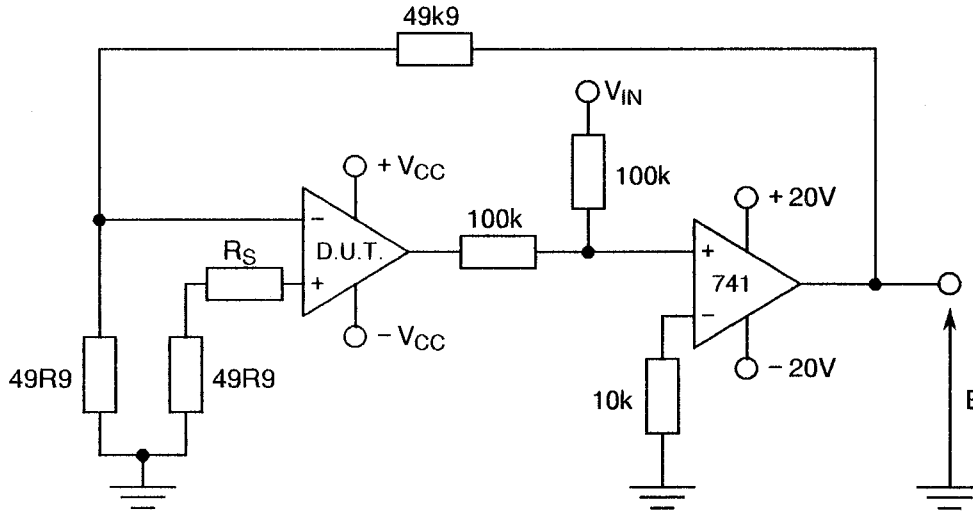 49k9
V_IN
+ V_CC
100k
+ 20V
100k
−
D.U.T.
+
R_S
+
741
−
− V_CC
− 20V
49R9
49R9
10k
E